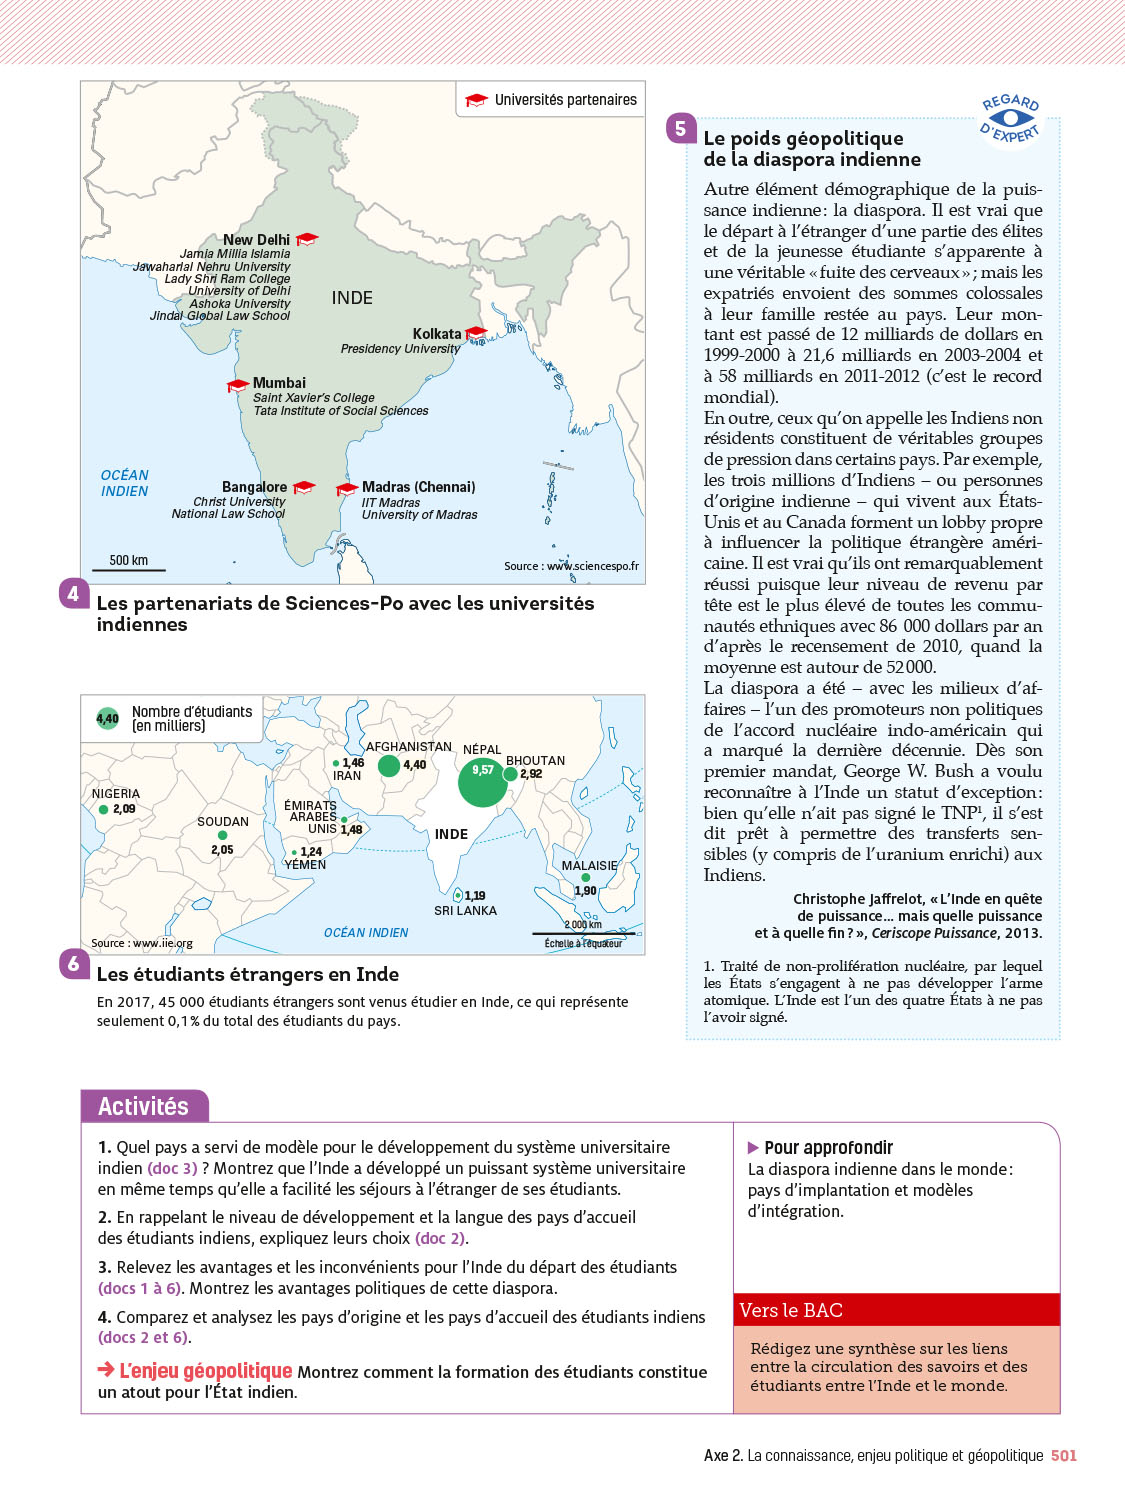 Universités partenaires
New Delhi
Jamia Millia Islamia
Jawaharlal Nehru University
Lady Shri Ram College
University of Delhi
Ashoka University
Jindal Global Law School
INDE
Kolkata
Presidency University
Mumbai
Saint Xavier's College
Tata Institute of Social Sciences
OCÉAN
INDIEN
Bangalore
Christ University
National Law School
Madras (Chennai)
IIT Madras
University of Madras
500 km
Source : www.sciencespo.fr
4
Les partenariats de Sciences-Po avec les universités
indiennes
4,40
Nombre d'étudiants
(en milliers)
NIGERIA
2,09
SOUDAN
2,05
1,46
IRAN
AFGHANISTAN
4,40
NÉPAL
9,57
BHOUTAN
2,92
ÉMIRATS
ARABES
UNIS
1,48
1,24
YÉMEN
INDE
1,19
SRI LANKA
MALAISIE
1,90
OCÉAN INDIEN
2 000 km
Échelle à l'équateur
Source : www.iie.org
6
Les étudiants étrangers en Inde
En 2017, 45 000 étudiants étrangers sont venus étudier en Inde, ce qui représente
seulement 0,1 % du total des étudiants du pays.
REGARD
D'EXPERT
5
Le poids géopolitique
de la diaspora indienne
Autre élément démographique de la puis-
sance indienne : la diaspora. Il est vrai que
le départ à l'étranger d'une partie des élites
et de la jeunesse étudiante s'apparente à
une véritable « fuite des cerveaux » ; mais les
expatriés envoient des sommes colossales
à leur famille restée au pays. Leur mon-
tant est passé de 12 milliards de dollars en
1999-2000 à 21,6 milliards en 2003-2004 et
à 58 milliards en 2011-2012 (c'est le record
mondial).
En outre, ceux qu'on appelle les Indiens non
résidents constituent de véritables groupes
de pression dans certains pays. Par exemple,
les trois millions d'Indiens – ou personnes
d'origine indienne – qui vivent aux États-
Unis et au Canada forment un lobby propre
à influencer la politique étrangère améri-
caine. Il est vrai qu'ils ont remarquablement
réussi puisque leur niveau de revenu par
tête est le plus élevé de toutes les commu-
nautés ethniques avec 86 000 dollars par an
d'après le recensement de 2010, quand la
moyenne est autour de 52 000.
La diaspora a été – avec les milieux d'af-
faires – l'un des promoteurs non politiques
de l'accord nucléaire indo-américain qui
a marqué la dernière décennie. Dès son
premier mandat, George W. Bush a voulu
reconnaître à l'Inde un statut d'exception :
bien qu'elle n'ait pas signé le TNP¹, il s'est
dit prêt à permettre des transferts sen-
sibles (y compris de l'uranium enrichi) aux
Indiens.
Christophe Jaffrelot, « L'Inde en quête
de puissance... mais quelle puissance
et à quelle fin ? », Ceriscope Puissance, 2013.
1. Traité de non-prolifération nucléaire, par lequel
les États s'engagent à ne pas développer l'arme
atomique. L'Inde est l'un des quatre États à ne pas
l'avoir signé.
Activités
1. Quel pays a servi de modèle pour le développement du système universitaire
indien (doc 3) ? Montrez que l'Inde a développé un puissant système universitaire
en même temps qu'elle a facilité les séjours à l'étranger de ses étudiants.
2. En rappelant le niveau de développement et la langue des pays d'accueil
des étudiants indiens, expliquez leurs choix (doc 2).
3. Relevez les avantages et les inconvénients pour l'Inde du départ des étudiants
(docs 1 à 6). Montrez les avantages politiques de cette diaspora.
4. Comparez et analysez les pays d'origine et les pays d'accueil des étudiants indiens
(docs 2 et 6).
→ L'enjeu géopolitique Montrez comment la formation des étudiants constitue
un atout pour l'État indien.
▶ Pour approfondir
La diaspora indienne dans le monde :
pays d'implantation et modèles
d'intégration.
Vers le BAC
Rédigez une synthèse sur les liens
entre la circulation des savoirs et des
étudiants entre l'Inde et le monde.
Axe 2. La connaissance, enjeu politique et géopolitique 501